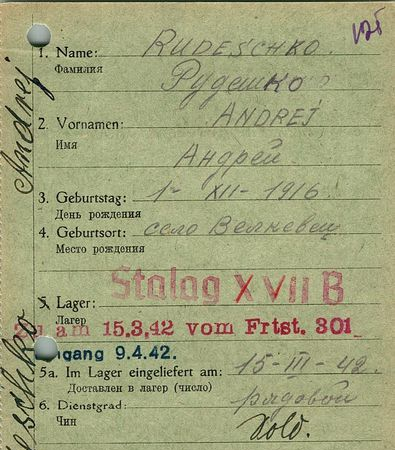 125
1. Name: RUDESCHKO
Фамилия Рудешко
2. Vornamen: ANDREJ
Имя Андрей
3. Geburtstag: 1- XII - 1916
День рождения
4. Geburtsort: село
Место рождения
Stalag XVII B
5. Lager:
Лагерь
am 15.3.42 vom Frtst. 301
gang 9.4.42.
5a. Im Lager eingeliefert am: 15-III-42
Доставлен в лагерь (число)
6. Dienstgrad: рядовой
Чин Sold.
Andrej